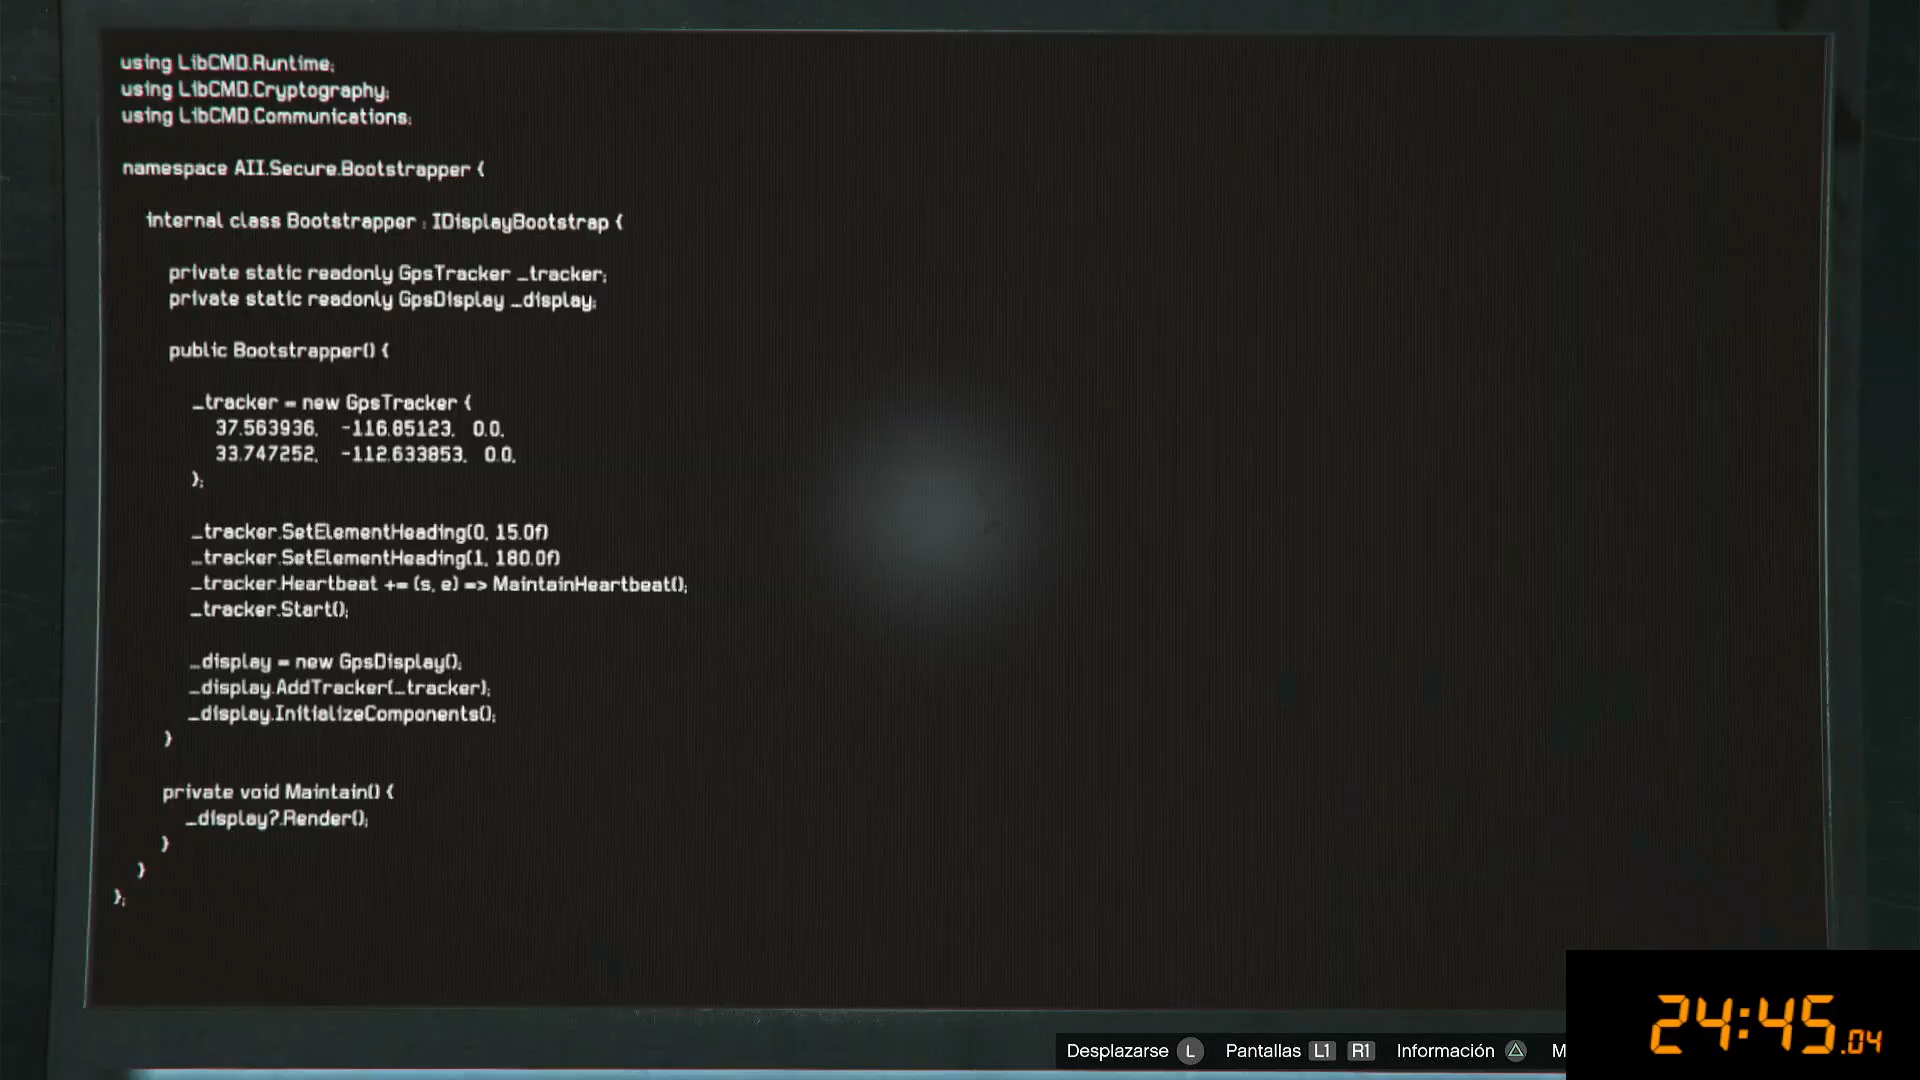 using LibCMD.Runtime;
using LibCMD.Cryptography;
using LibCMD.Communications;
namespace AII.Secure.Bootstrapper {
internal class Bootstrapper : IDisplayBootstrap {
private static readonly GpsTracker _tracker;
private static readonly GpsDisplay _display;
public Bootstrapper() {
_tracker = new GpsTracker {
37.563936, -116.85123, 0.0,
33.747252, -112.633853, 0.0,
};
_tracker.SetElementHeading(0, 15.0f)
_tracker.SetElementHeading(1, 180.0f)
_tracker.Heartbeat += (s, e) => MaintainHeartbeat();
_tracker.Start();
_display = new GpsDisplay();
_display.AddTracker(_tracker);
_display.InitializeComponents();
}
private void Maintain() {
_display?.Render();
}
}
};
Desplazarse L Pantallas L1 R1 Información M
24:45.04